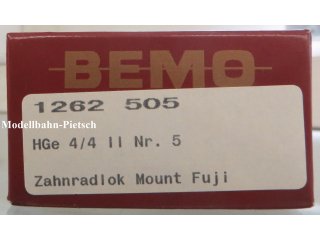 BEMO
1262 505
Modellbahn-Pietsch
HGe 4/4 II Nr. 5
Zahnradlok Mount Fuji